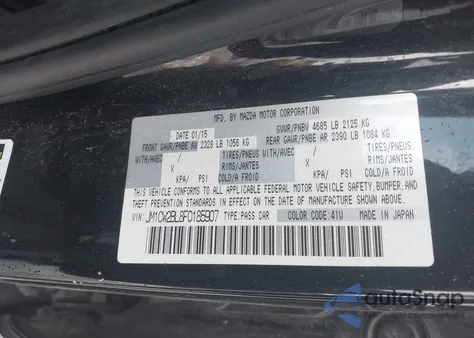 MFG. BY MAZDA MOTOR CORPORATION
DATE 01/15 GVWR/PNBV 4685 LB 2125 KG
FRONT GAWR/PNBE AV 2328 LB 1056 KG REAR GAWR/PNBE AR 2390 LB 1084 KG
WITH/AVEC / TIRES/PNEUS WITH/AVEC / TIRES/PNEUS
X RIMS/JANTES X RIMS/JANTES
KPA/ PSI COLD/A FROID KPA/ PSI COLD/A FROID
THIS VEHICLE CONFORMS TO ALL APPLICABLE FEDERAL MOTOR VEHICLE SAFETY, BUMPER, AND
THEFT PREVENTION STANDARDS IN EFFECT ON THE DATE OF MANUFACTURE SHOWN ABOVE.
VIN: JM1CW2BL8F0185907 TYPE PASS CAR COLOR CODE: 41W MADE IN JAPAN
autoSnap